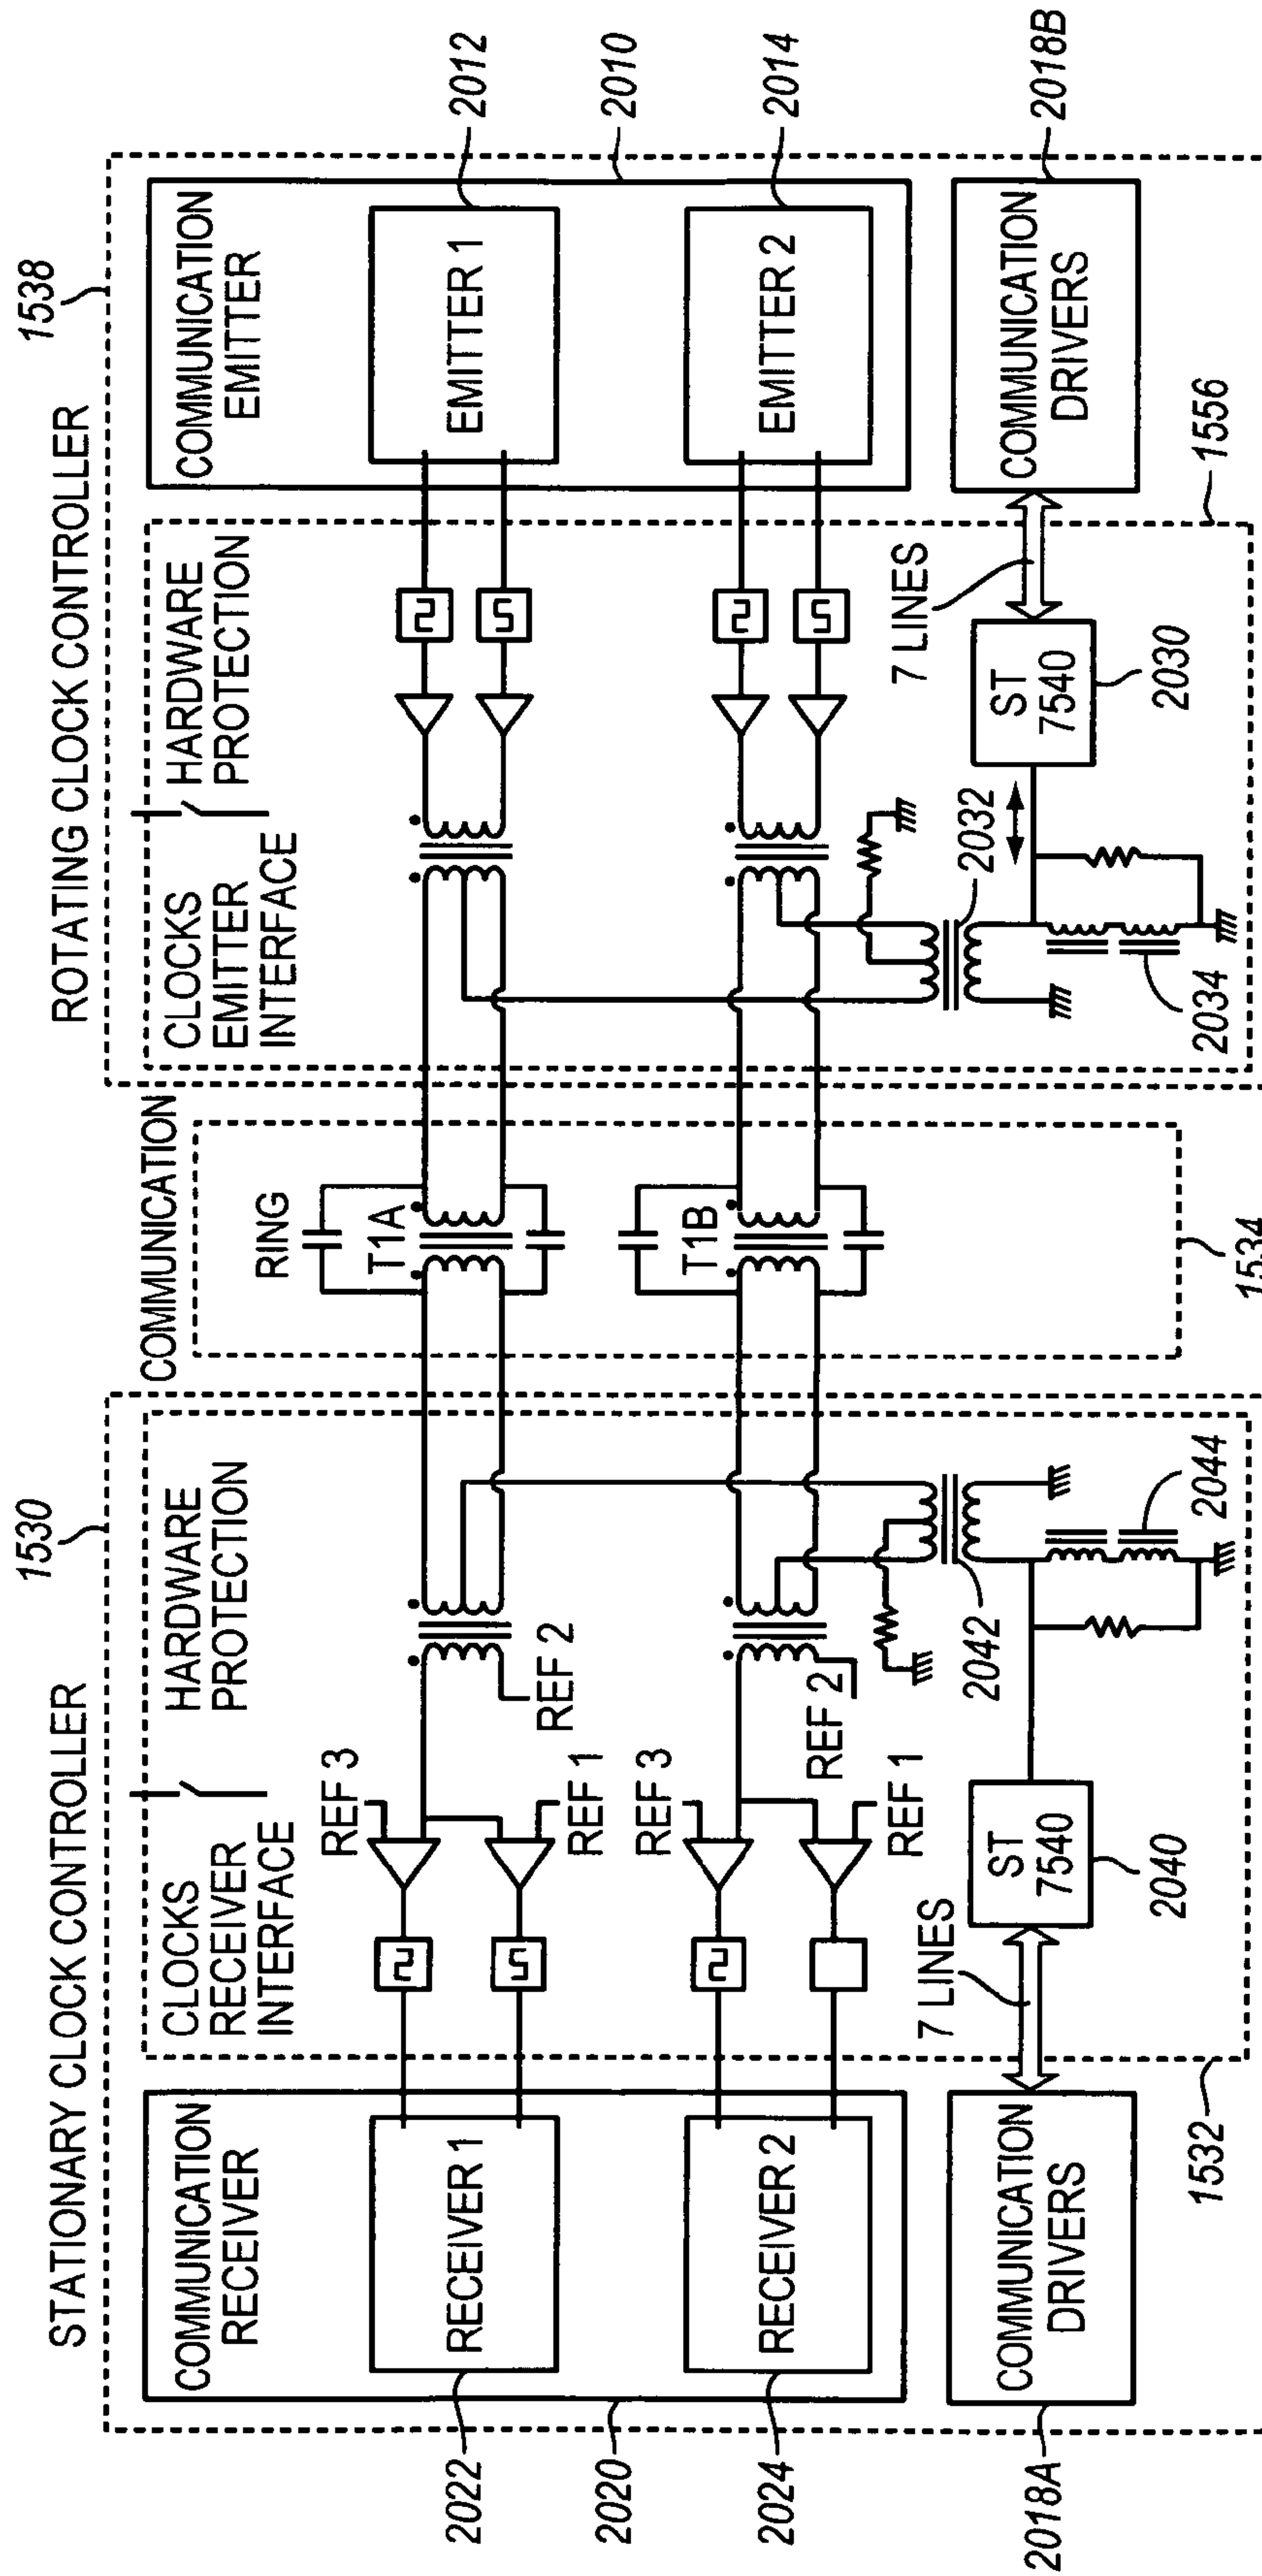 STATIONARY CLOCK CONTROLLER
1530
COMMUNICATION
RECEIVER
RECEIVER 1
RECEIVER 2
2022
2020
2024
COMMUNICATION
DRIVERS
2018A
CLOCKS
RECEIVER
INTERFACE
HARDWARE
PROTECTION
REF 3
REF 1
REF 2
REF 3
REF 1
REF 2
7 LINES
ST
7540
2040
2042
2044
1532
COMMUNICATION
RING
T1A
T1B
1534
ROTATING CLOCK CONTROLLER
1538
CLOCKS
EMITTER
INTERFACE
HARDWARE
PROTECTION
7 LINES
ST
7540
2030
2032
2034
1556
COMMUNICATION
EMITTER
EMITTER 1
EMITTER 2
2012
2010
2014
COMMUNICATION
DRIVERS
2018B